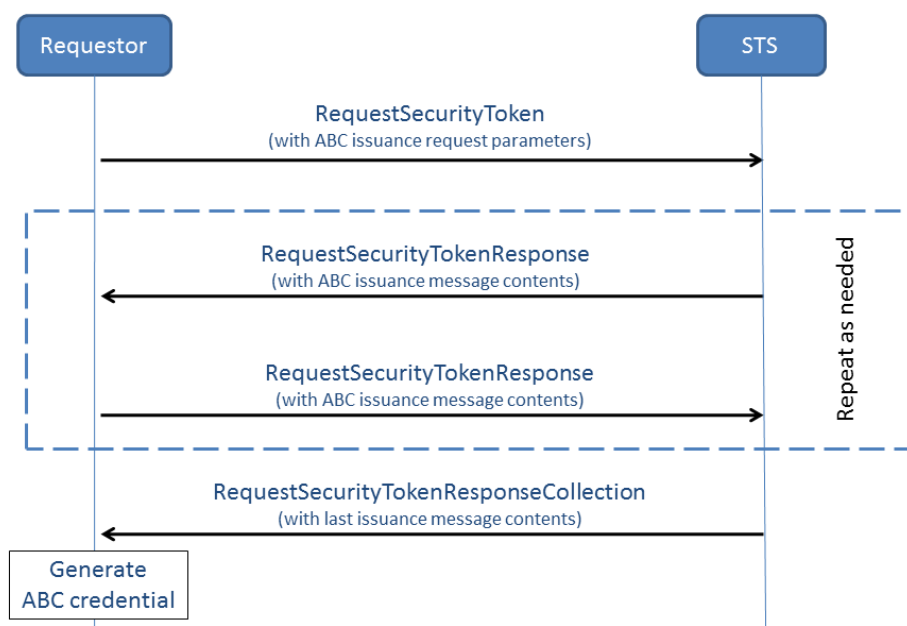 Requestor
STS
RequestSecurityToken
(with ABC issuance request parameters)
RequestSecurityTokenResponse
(with ABC issuance message contents)
Repeat as needed
RequestSecurityTokenResponse
(with ABC issuance message contents)
RequestSecurityTokenResponseCollection
(with last issuance message contents)
Generate
ABC credential